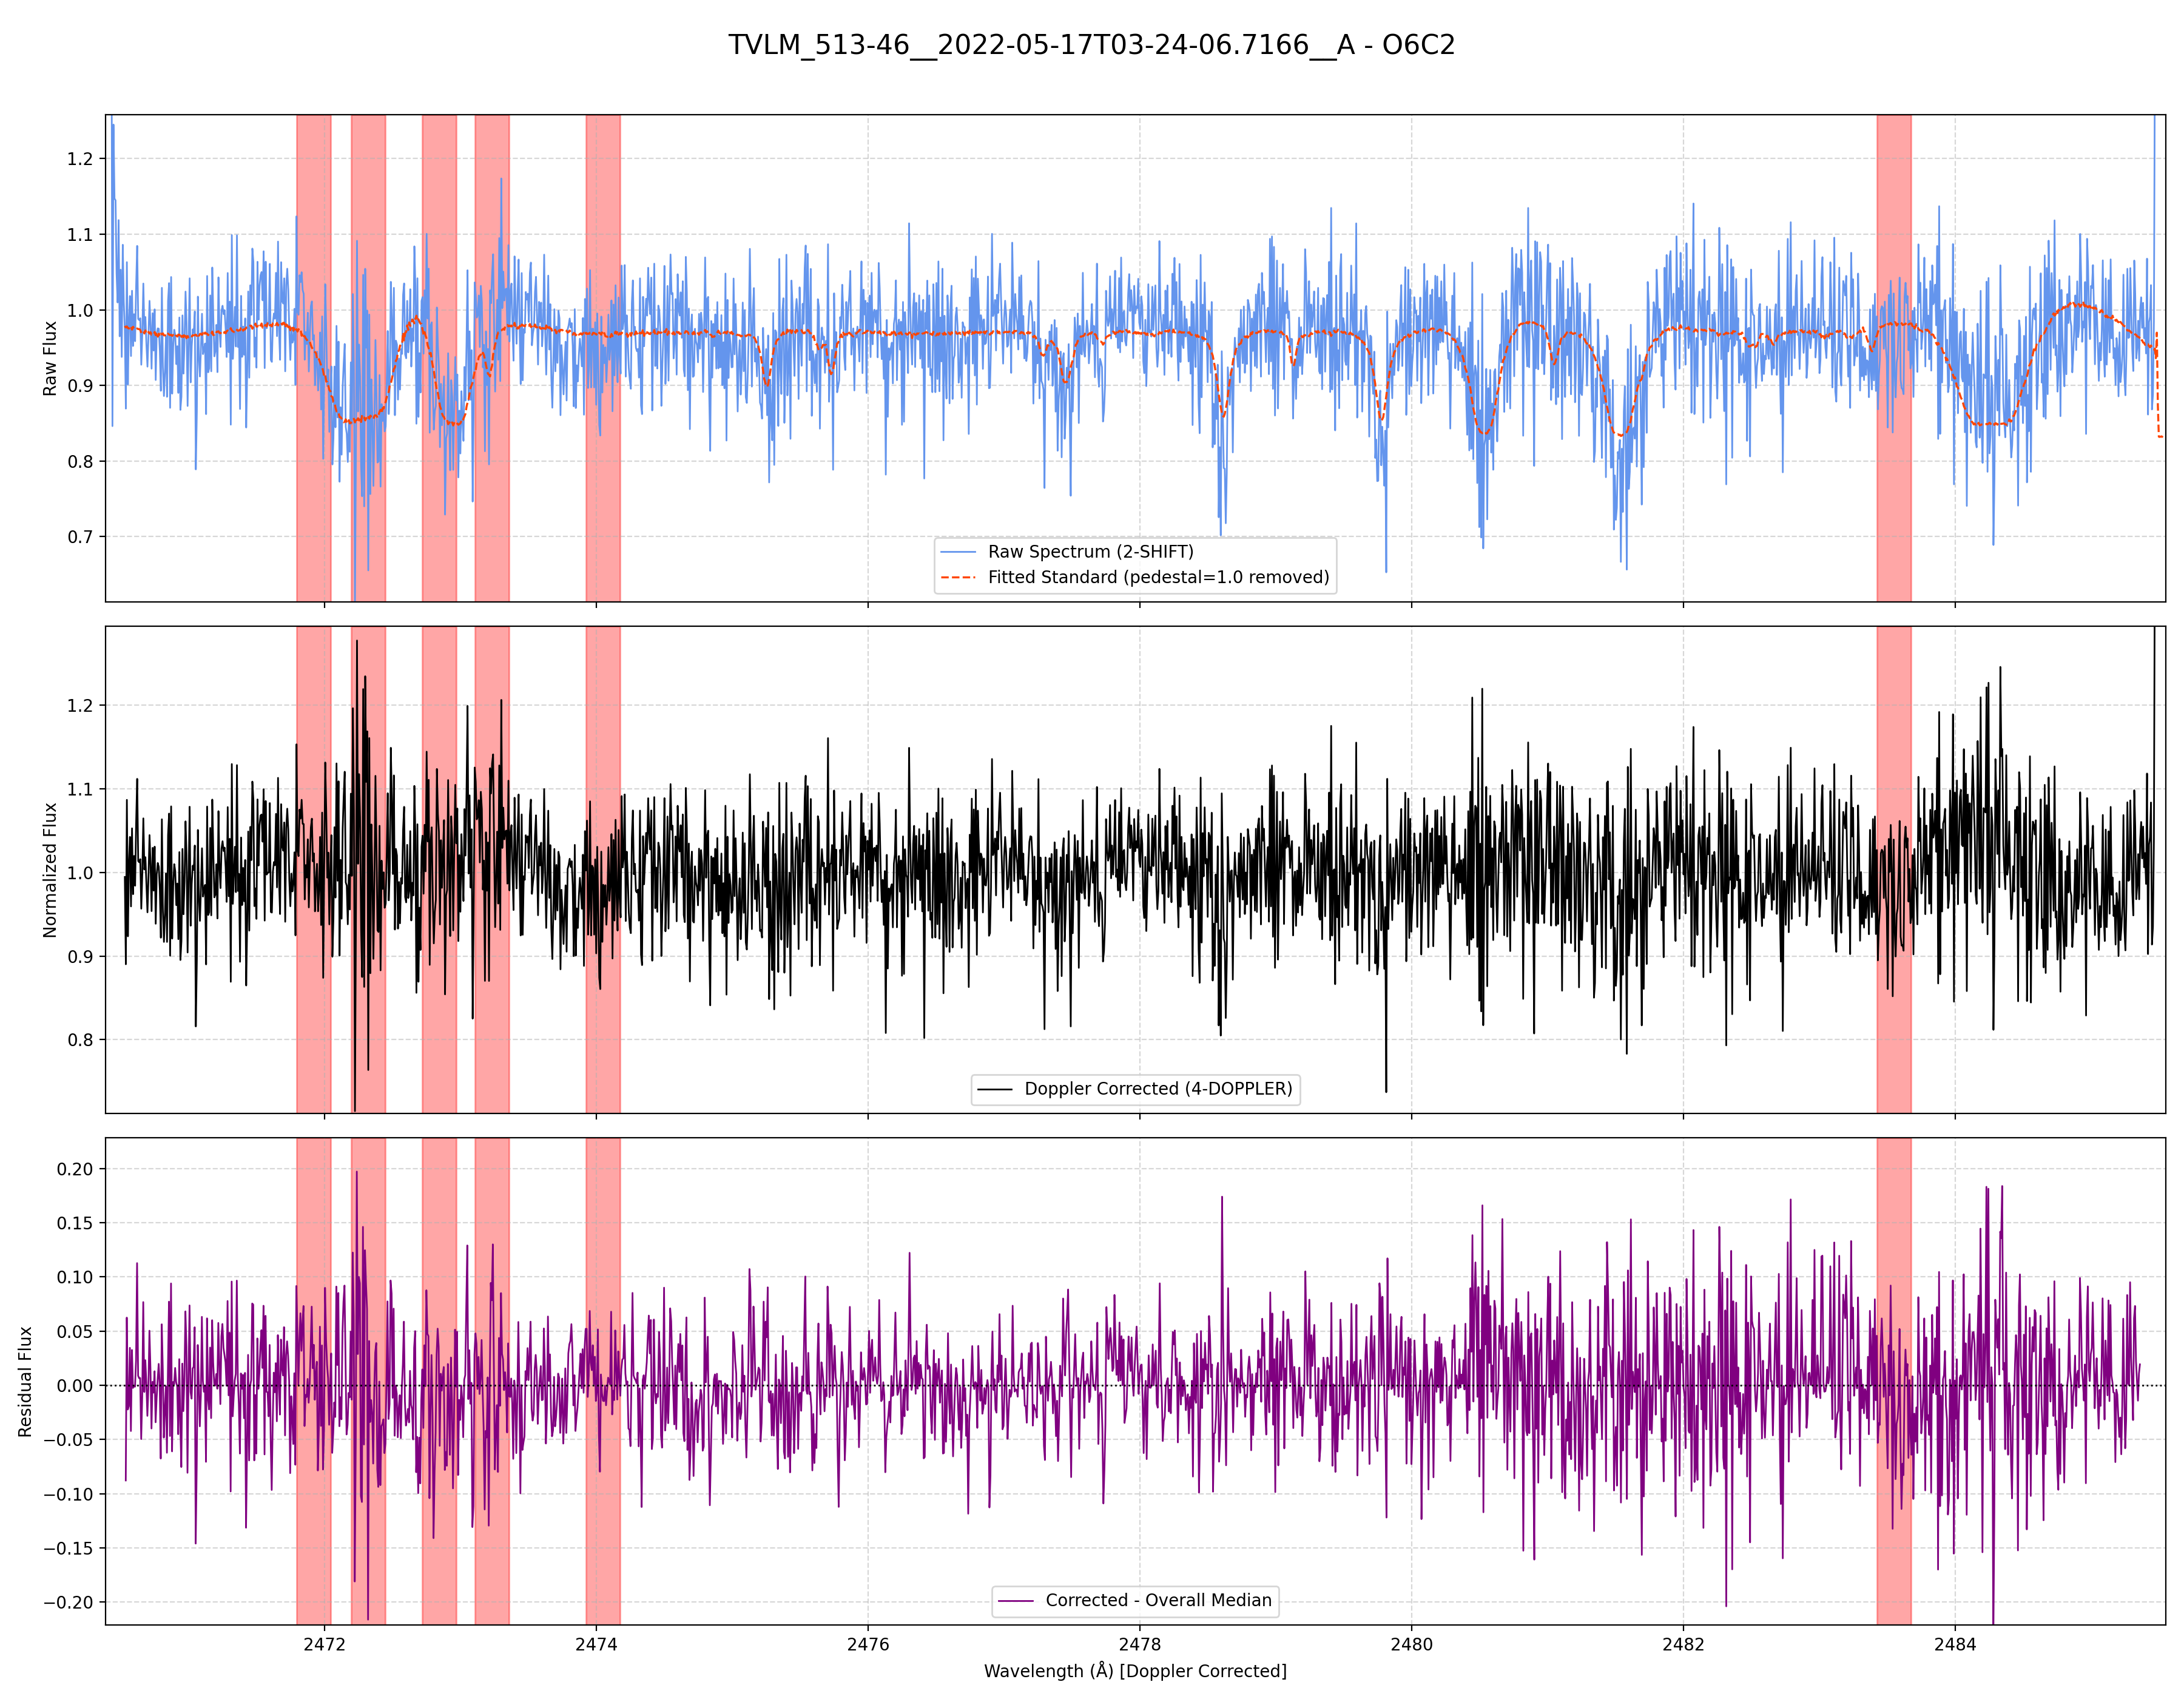 TVLM_513-46__2022-05-17T03-24-06.7166__A - O6C2
1.2
1.1
1.0
0.9
0.8
0.7
Raw Flux
Raw Spectrum (2-SHIFT)
Fitted Standard (pedestal=1.0 removed)
1.2
1.1
1.0
0.9
0.8
Normalized Flux
Doppler Corrected (4-DOPPLER)
0.20
0.15
0.10
0.05
0.00
−0.05
−0.10
−0.15
−0.20
Residual Flux
Corrected - Overall Median
2472 2474 2476 2478 2480 2482 2484
Wavelength (Å) [Doppler Corrected]